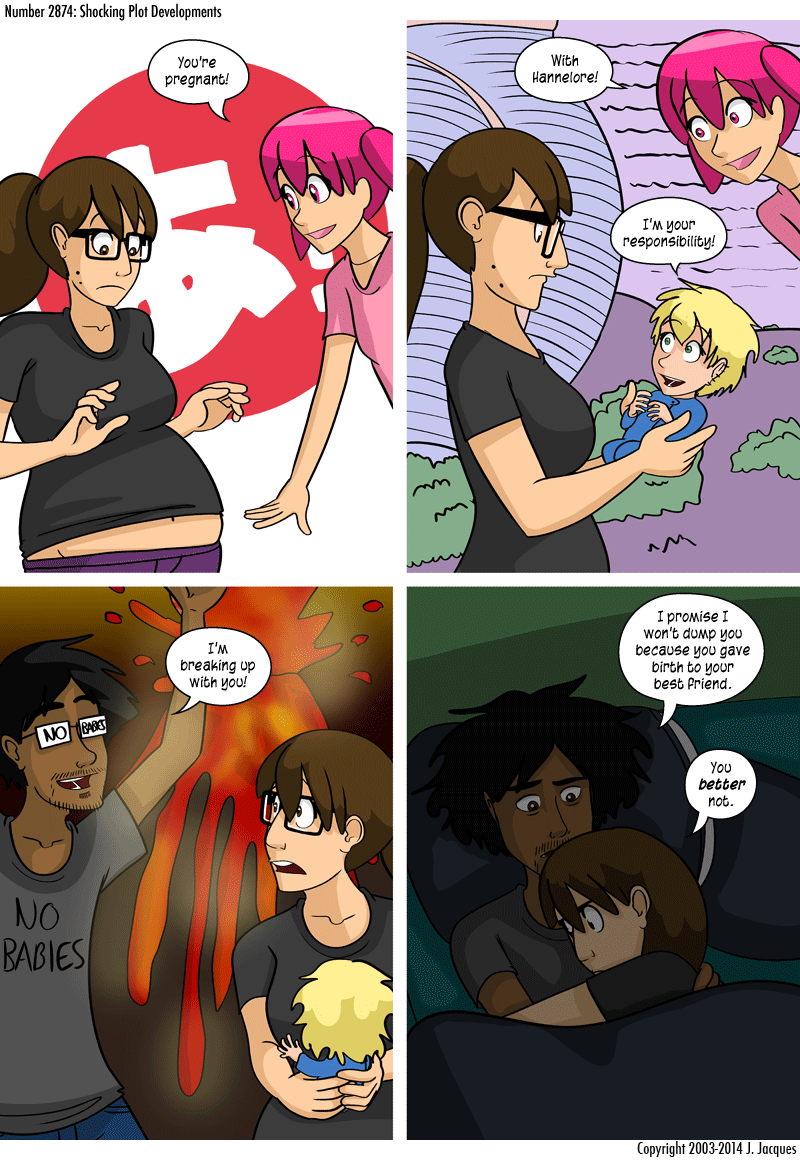 Number 2874: Shocking Plot Developments
You're
pregnant!
With
Hannelore!
I'm your
responsibility!
I'm
breaking up
with you!
NO
BABIES
NO
BABIES
I promise I
won't dump you
because you gave
birth to your
best friend.
You
better
not.
Copyright 2003-2014 J. Jacques